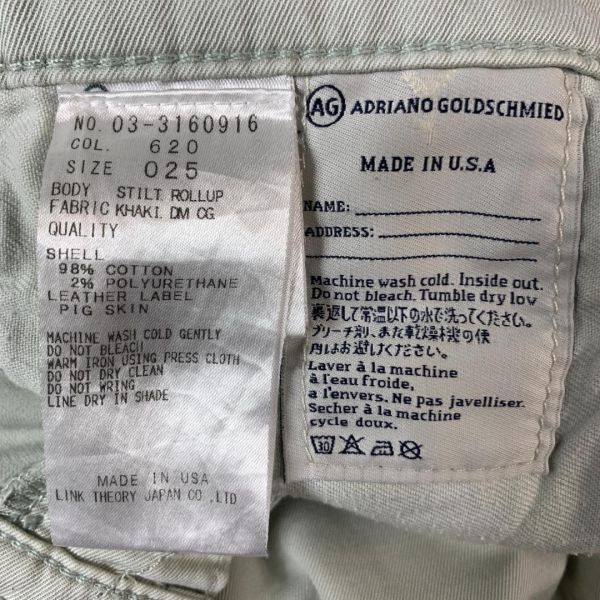 NO. 03-3160916
COL. 620
SIZE 025
BODY STILT ROLLUP
FABRIC KHAKI. DM CG
QUALITY
SHELL
98% COTTON
2% POLYURETHANE
LEATHER LABEL
PIG SKIN
MACHINE WASH COLD GENTLY
DO NOT BLEACH
WARM IRON USING PRESS CLOTH
DO NOT DRY CLEAN
DO NOT WRING
LINE DRY IN SHADE
MADE IN USA
LINK THEORY JAPAN CO.,LTD
AG ADRIANO GOLDSCHMIED
MADE IN U.S.A
NAME:
ADDRESS:
Machine wash cold. Inside out.
Do not bleach. Tumble dry low
裏返して常温以下の水で洗ってください。
ブリーチ剤、また乾燥機の使
用はお避けください。
Laver à la machine
à l'eau froide,
a l'envers. Ne pas javelliser.
Secher à la machine
cycle doux.
30